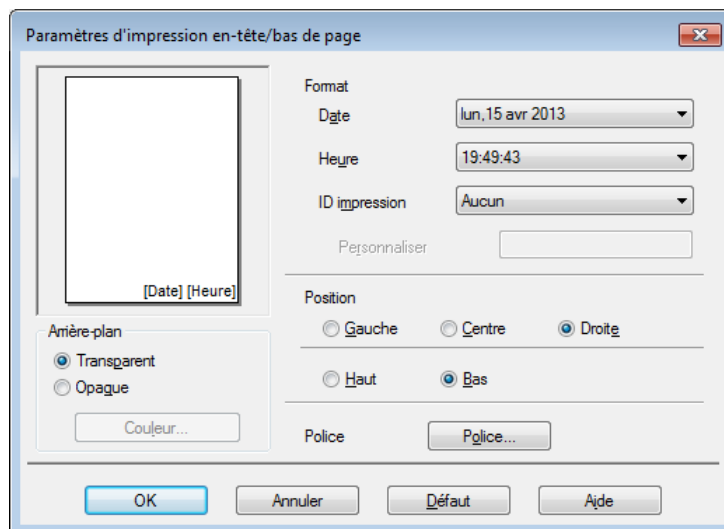 Paramètres d'impression en-tête/bas de page
[Date] [Heure]
Arrière-plan
Transparent
Opaque
Couleur...
Format
Date
lun,15 avr 2013
Heure
19:49:43
ID impression
Aucun
Personnaliser
Position
Gauche Centre Droite
Haut Bas
Police Police...
OK Annuler Défaut Aide